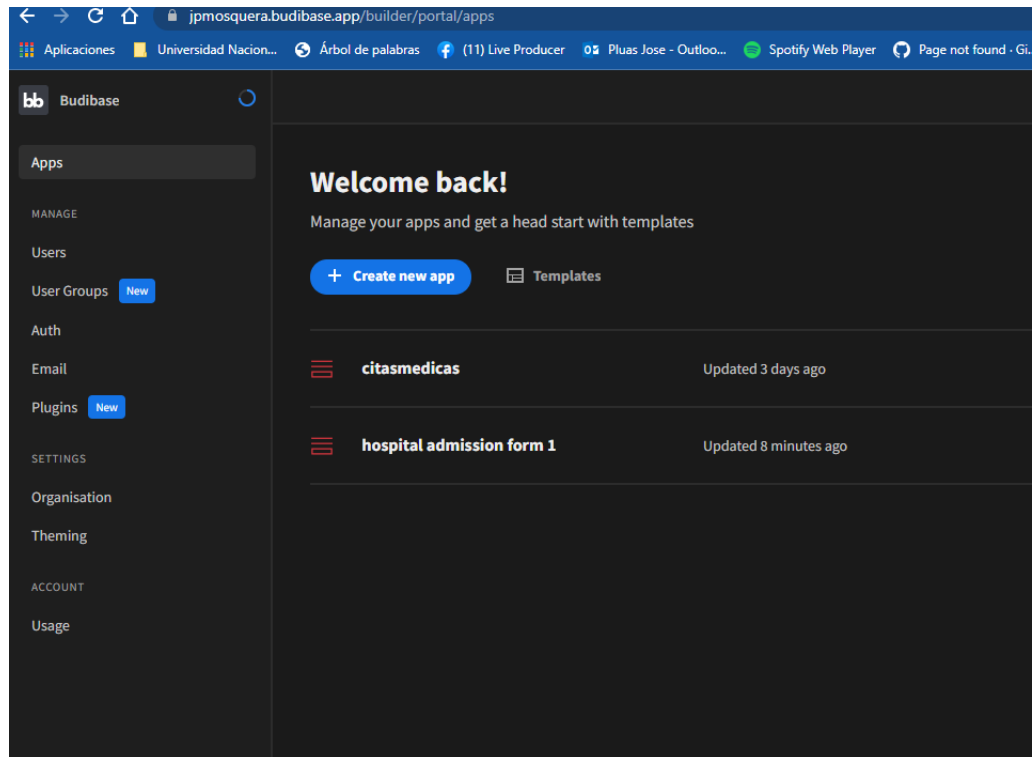 jpmosquera.budibase.app/builder/portal/apps
Aplicaciones Universidad Nacion... Árbol de palabras (11) Live Producer Pluas Jose - Outloo... Spotify Web Player Page not found · Gi...
bb Budibase
Apps
MANAGE
Users
User Groups New
Auth
Email
Plugins New
SETTINGS
Organisation
Theming
ACCOUNT
Usage
Welcome back!
Manage your apps and get a head start with templates
+ Create new app Templates
citasmedicas Updated 3 days ago
hospital admission form 1 Updated 8 minutes ago